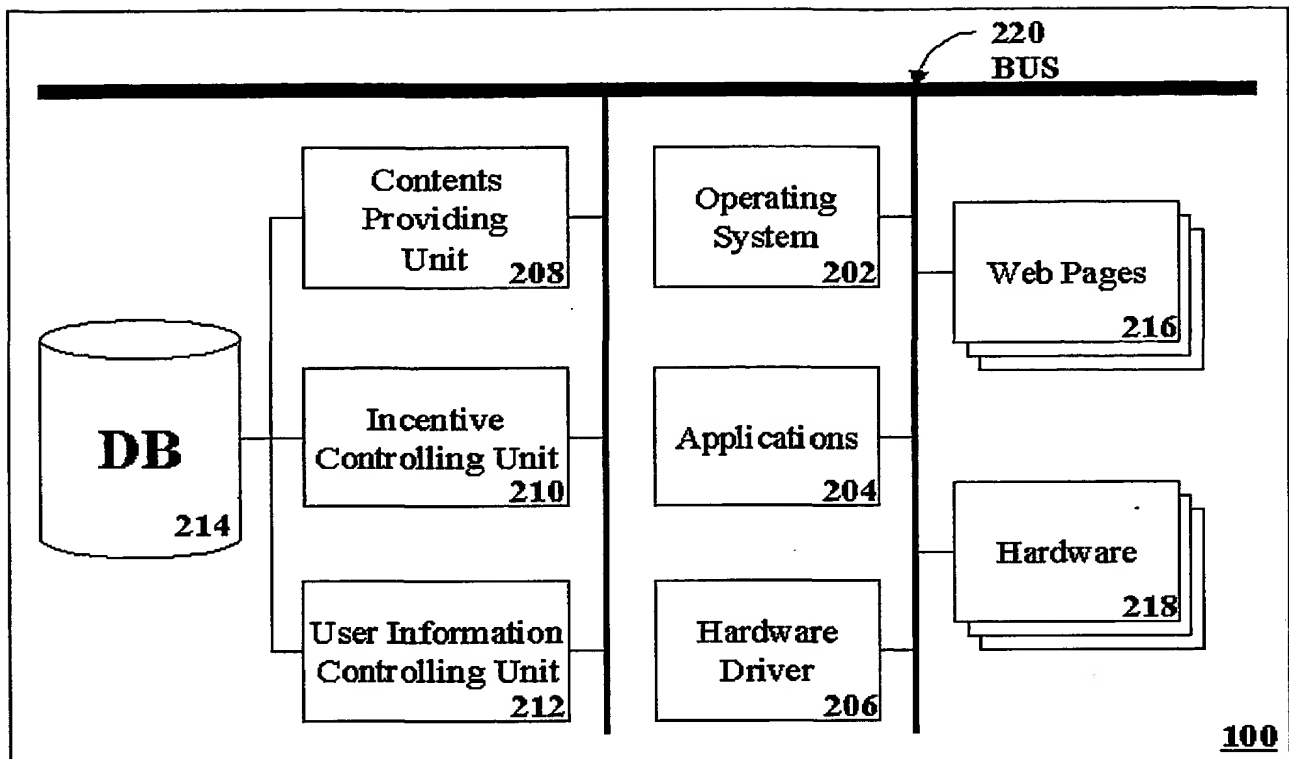 220
BUS
Contents
Providing
Unit
208
Operating
System
202
Web Pages
216
DB
214
Incentive
Controlling Unit
210
Applications
204
Hardware
218
User Information
Controlling Unit
212
Hardware
Driver
206
100